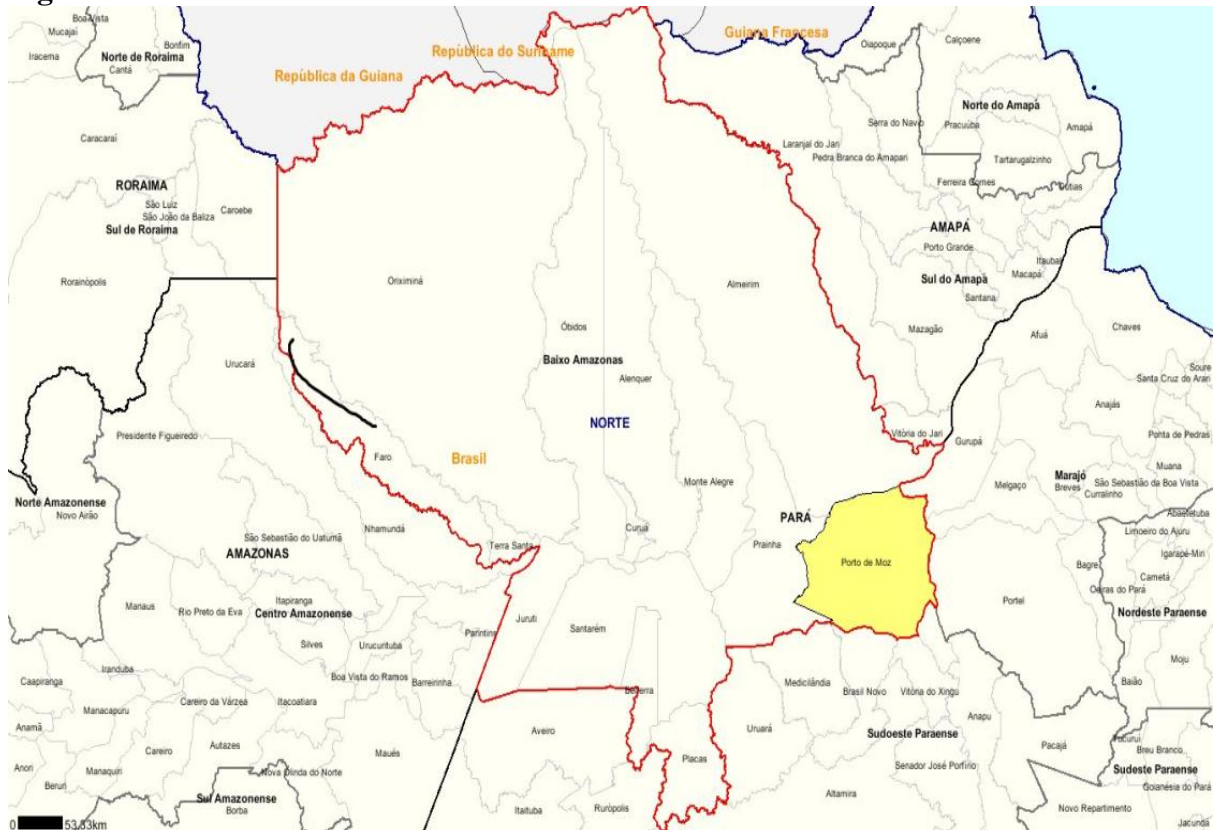 Boa Vista
Mucajaí
Bonfim
Iracema
Norte de Roraima
Cantá
República da Guiana
República do Suriname
Guiana Francesa
Oiapoque
Calçoene
Norte do Amapá
Serra do Navio
Pracuúba
Amapá
Caracaraí
Laranjal do Jari
Pedra Branca do Amapari
Tartarugalzinho
RORAIMA
São Luiz
São João da Baliza
Caroebe
Sul de Roraima
Ferreira Gomes
Cutias
AMAPÁ
Porto Grande
Itaubal
Rorainópolis
Oriximiná
Almeirim
Sul do Amapá
Macapá
Santana
Óbidos
Mazagão
Afuá
Chaves
Urucará
Baixo Amazonas
Alenquer
Soure
Santa Cruz do Arari
Anajás
NORTE
Presidente Figueiredo
Vitória do Jari
Gurupá
Ponta de Pedras
Faro
Brasil
Muana
Monte Alegre
Melgaço
Marajó
Breves
São Sebastião da Boa Vista
Curralinho
Norte Amazonense
Novo Airão
Nhamundá
PARÁ
Abaetetuba
Curuá
Limoeiro do Ajuru
São Sebastião do Uatumã
AMAZONAS
Terra Santa
Prainha
Igarapé-Miri
Porto de Moz
Bagre
Cametá
Oeiras do Pará
Itapiranga
Manaus
Rio Preto da Eva
Centro Amazonense
Portel
Nordeste Paraense
Juruti
Santarém
Parintins
Silves
Urucurituba
Moju
Iranduba
Boa Vista do Ramos
Barreirinha
Caapiranga
Medicilândia
Brasil Novo
Vitória do Xingu
Baião
Manacapuru
Careiro da Várzea
Itacoatiara
Belterra
Anapu
Anamã
Uruará
Aveiro
Sudoeste Paraense
Tucuruí
Autazes
Careiro
Maués
Placas
Pacajá
Breu Branco
Anori
Manaquiri
Nova Olinda do Norte
Senador José Porfírio
Sudeste Paraense
Beruri
Goianésia do Pará
Sul Amazonense
Borba
Itaituba
Rurópolis
Altamira
Novo Repartimento
Jacundá
0 53.33km